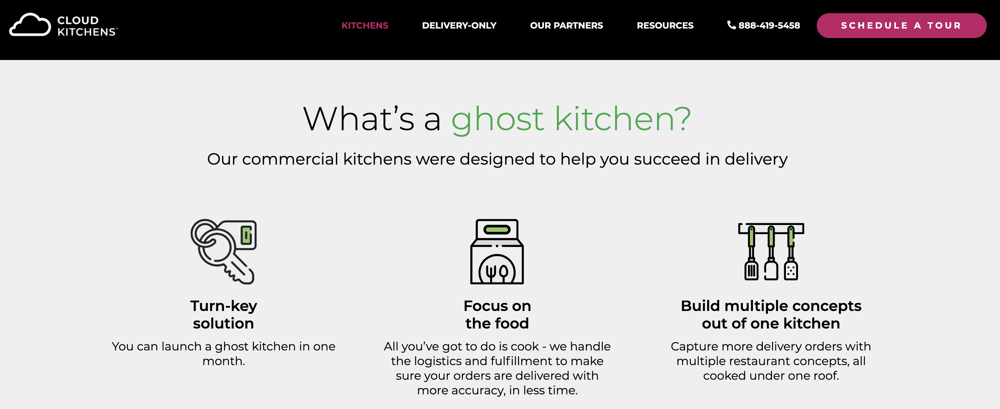 CLOUD
KITCHENS®
KITCHENS
DELIVERY-ONLY
OUR PARTNERS
RESOURCES
888-419-5458
SCHEDULE A TOUR
What’s a ghost kitchen?
Our commercial kitchens were designed to help you succeed in delivery
Turn-key
solution
You can launch a ghost kitchen in one
month.
Focus on
the food
All you’ve got to do is cook - we handle
the logistics and fulfillment to make
sure your orders are delivered with
more accuracy, in less time.
Build multiple concepts
out of one kitchen
Capture more delivery orders with
multiple restaurant concepts, all
cooked under one roof.